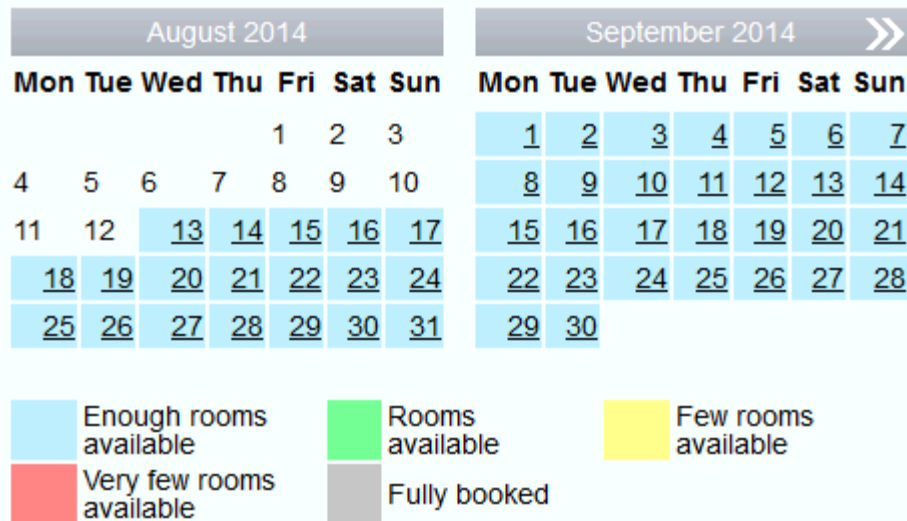 August 2014
Mon Tue Wed Thu Fri Sat Sun
1 2 3
4 5 6 7 8 9 10
11 12 13 14 15 16 17
18 19 20 21 22 23 24
25 26 27 28 29 30 31
September 2014
Mon Tue Wed Thu Fri Sat Sun
1 2 3 4 5 6 7
8 9 10 11 12 13 14
15 16 17 18 19 20 21
22 23 24 25 26 27 28
29 30
Enough rooms
available
Rooms
available
Few rooms
available
Very few rooms
available
Fully booked